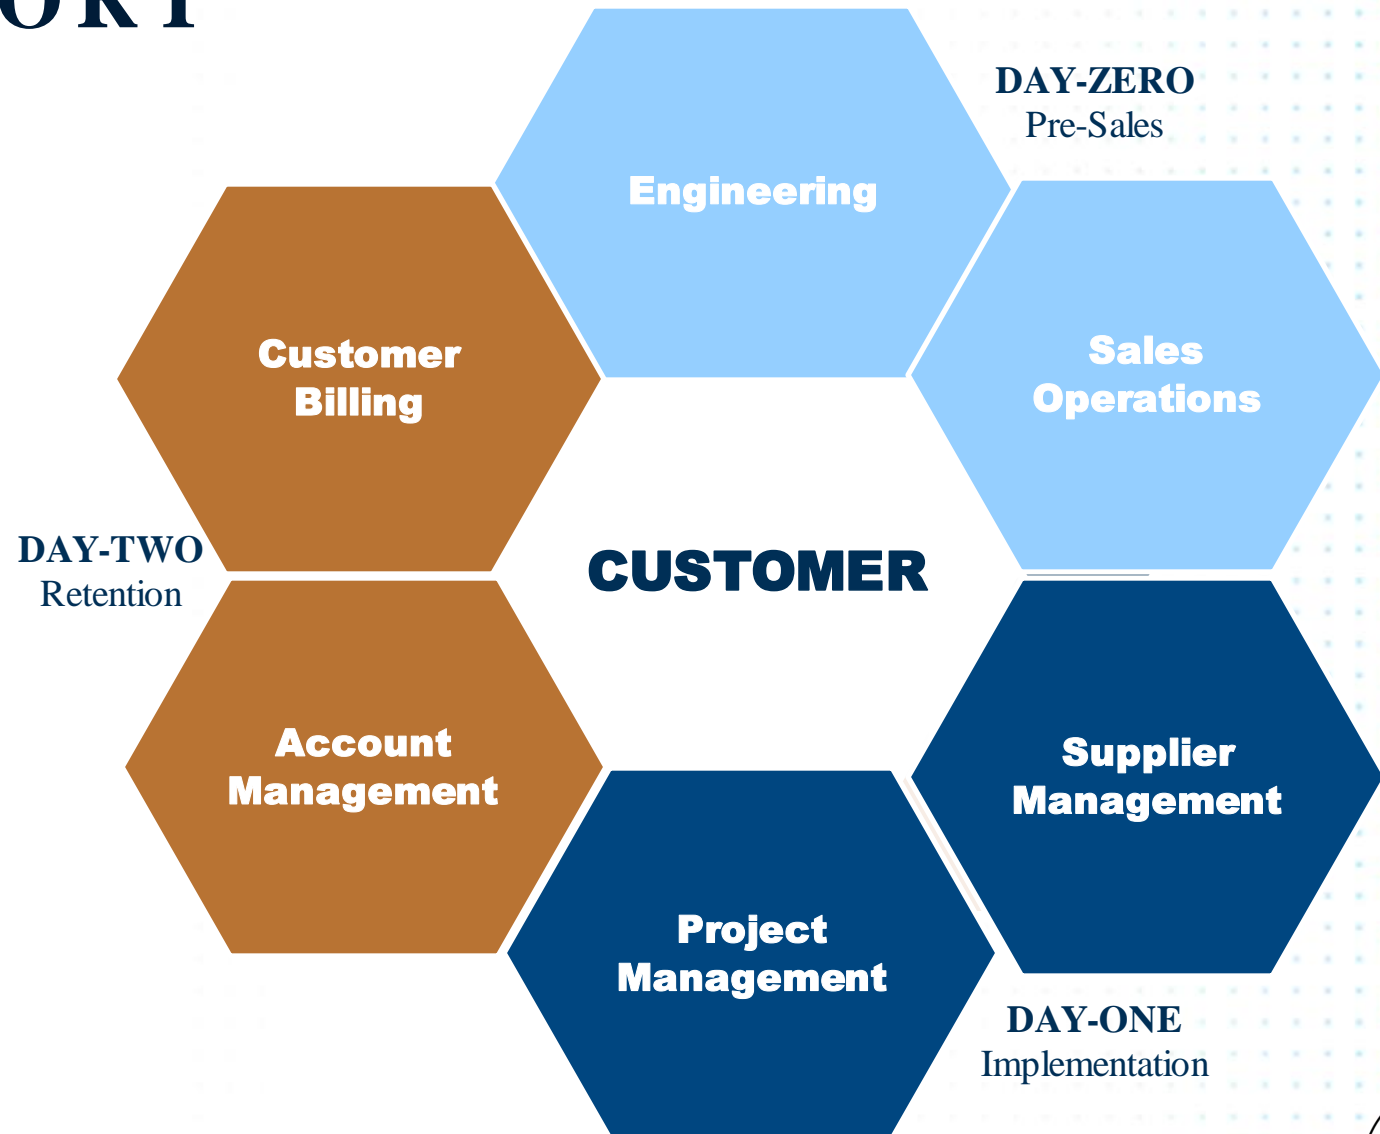 DAY-ZERO
Pre-Sales
Engineering
Sales
Operations
Customer
Billing
CUSTOMER
DAY-TWO
Retention
Account
Management
Supplier
Management
Project
Management
DAY-ONE
Implementation